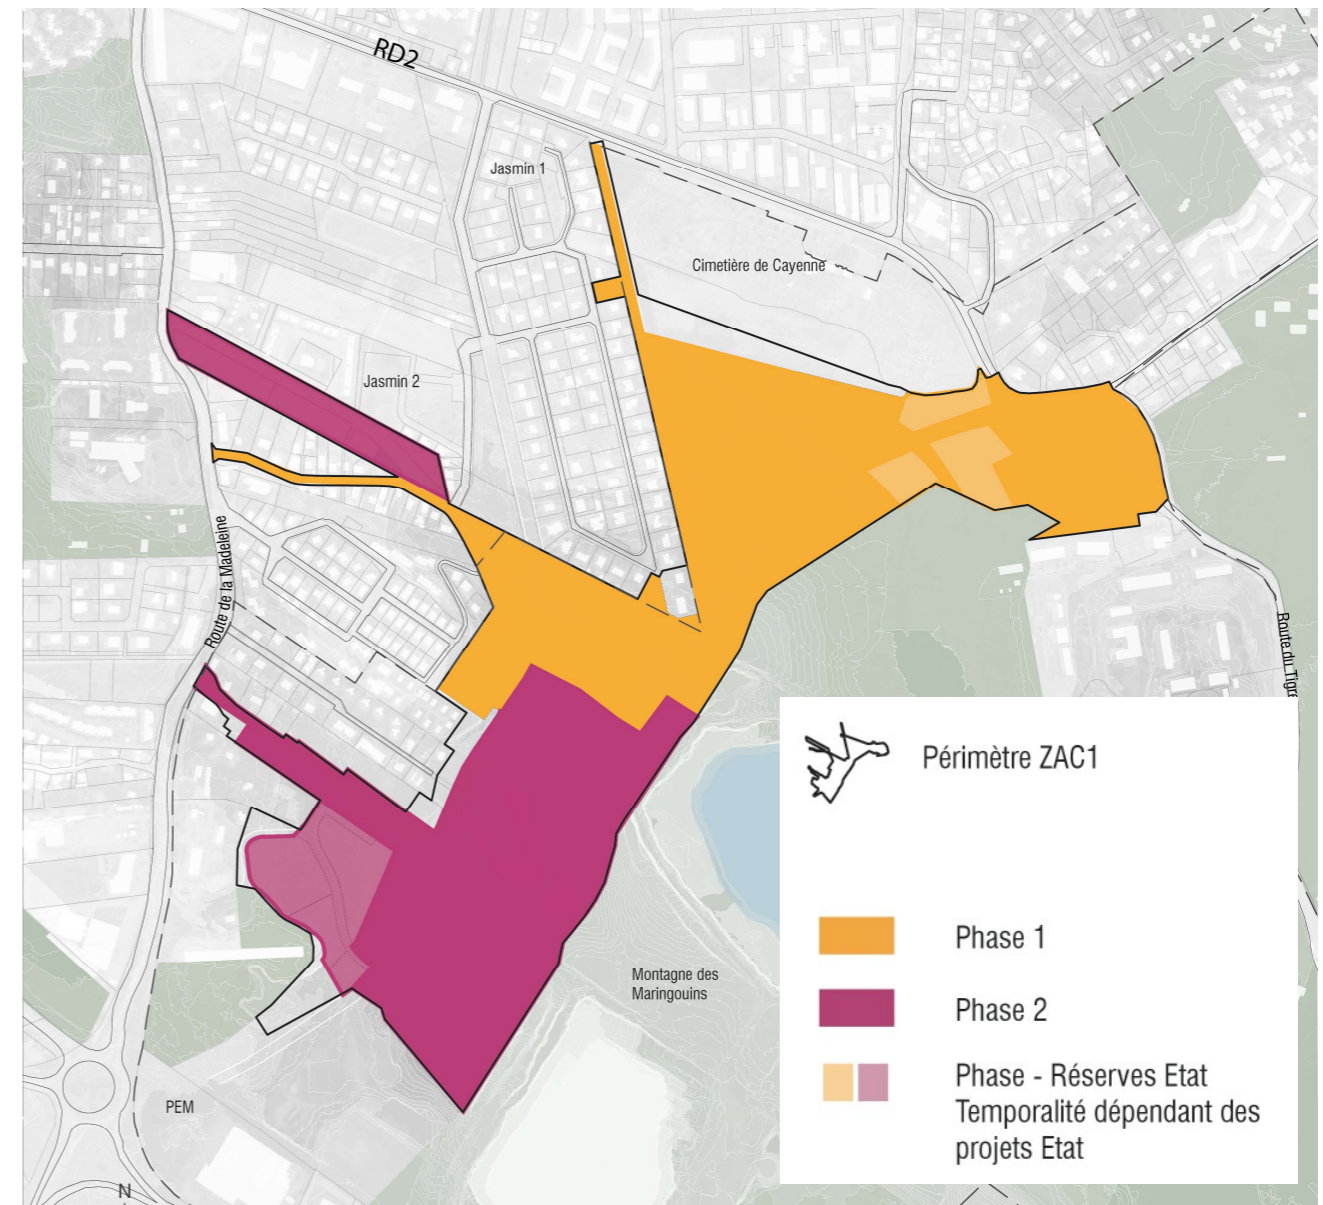 RD2
Jasmin 1
Cimetière de Cayenne
Jasmin 2
Route de la Madeleine
Route du Tigre
Périmètre ZAC1
Phase 1
Phase 2
Phase - Réserves Etat
Temporalité dépendant des
projets Etat
Montagne des
Maringouins
PEM
N